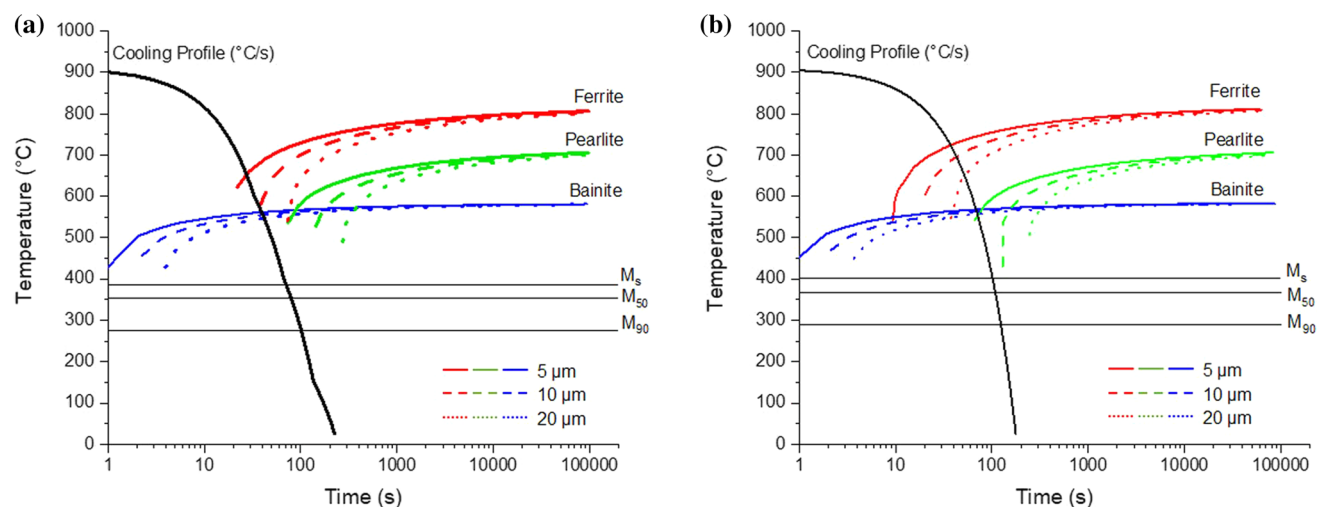 (a)
Cooling Profile (°C/s)
Ferrite
Pearlite
Bainite
Ms
M50
M90
5 µm
10 µm
20 µm
Temperature (°C)
1000
900
800
700
600
500
400
300
200
100
0
1
10
100
1000
10000
100000
Time (s)
(b)
Cooling Profile (°C/s)
Ferrite
Pearlite
Bainite
Ms
M50
M90
5 µm
10 µm
20 µm
Temperature (°C)
1000
900
800
700
600
500
400
300
200
100
0
1
10
100
1000
10000
100000
Time (s)